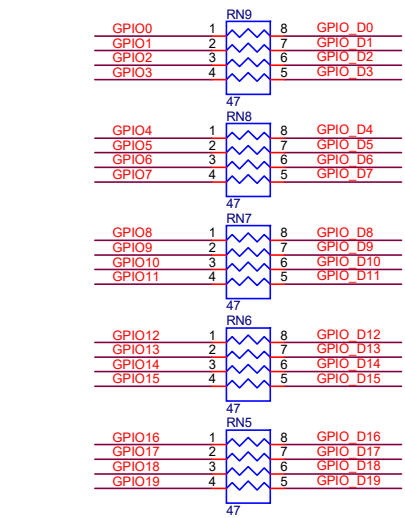 RN9
GPIO0 1 8 GPIO_D0
GPIO1 2 7 GPIO_D1
GPIO2 3 6 GPIO_D2
GPIO3 4 5 GPIO_D3
47
RN8
GPIO4 1 8 GPIO_D4
GPIO5 2 7 GPIO_D5
GPIO6 3 6 GPIO_D6
GPIO7 4 5 GPIO_D7
47
RN7
GPIO8 1 8 GPIO_D8
GPIO9 2 7 GPIO_D9
GPIO10 3 6 GPIO_D10
GPIO11 4 5 GPIO_D11
47
RN6
GPIO12 1 8 GPIO_D12
GPIO13 2 7 GPIO_D13
GPIO14 3 6 GPIO_D14
GPIO15 4 5 GPIO_D15
47
RN5
GPIO16 1 8 GPIO_D16
GPIO17 2 7 GPIO_D17
GPIO18 3 6 GPIO_D18
GPIO19 4 5 GPIO_D19
47